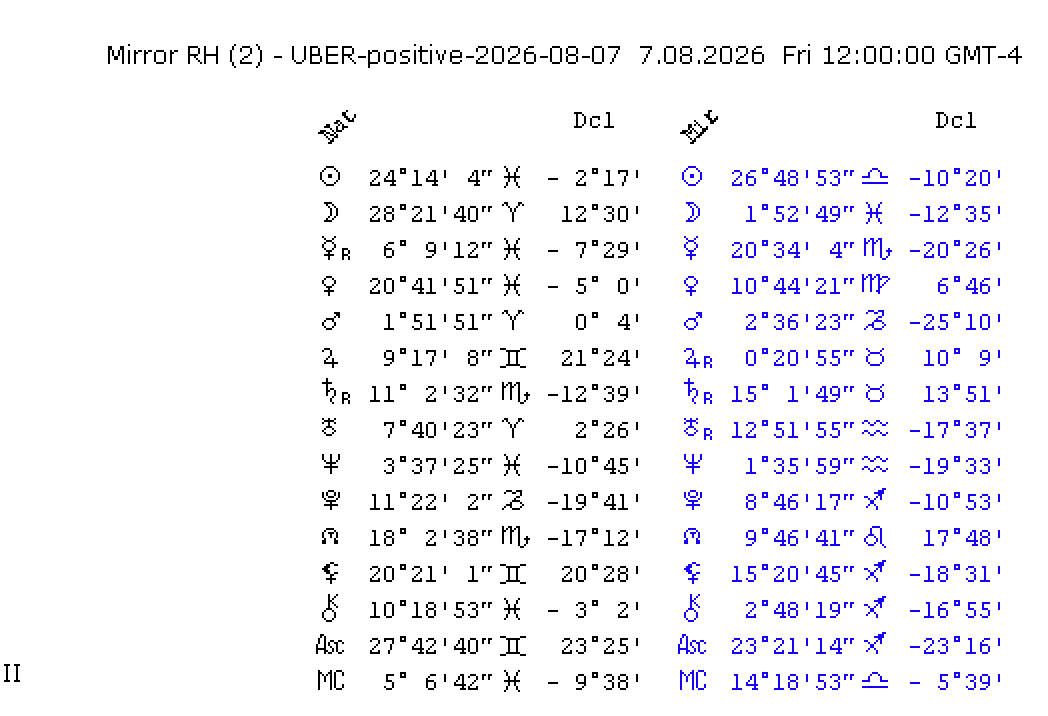 Mirror RH (2) - UBER-positive-2026-08-07 7.08.2026 Fri 12:00:00 GMT-4
Nat Dcl Mir Dcl
☉ 24°14' 4"♓ - 2°17' ☉ 26°48'53"♎ -10°20'
☽ 28°21'40"♈ 12°30' ☽ 1°52'49"♓ -12°35'
☿R 6° 9'12"♓ - 7°29' ☿ 20°34' 4"♏ -20°26'
♀ 20°41'51"♓ - 5° 0' ♀ 10°44'21"♍ 6°46'
♂ 1°51'51"♈ 0° 4' ♂ 2°36'23"♑ -25°10'
♃ 9°17' 8"♊ 21°24' ♃R 0°20'55"♉ 10° 9'
♄R 11° 2'32"♏ -12°39' ♄R 15° 1'49"♉ 13°51'
♅ 7°40'23"♈ 2°26' ♅R 12°51'55"♒ -17°37'
♆ 3°37'25"♓ -10°45' ♆ 1°35'59"♒ -19°33'
♇ 11°22' 2"♑ -19°41' ♇ 8°46'17"♐ -10°53'
☊ 18° 2'38"♏ -17°12' ☊ 9°46'41"♌ 17°48'
⚸ 20°21' 1"♊ 20°28' ⚸ 15°20'45"♐ -18°31'
⚷ 10°18'53"♓ - 3° 2' ⚷ 2°48'19"♐ -16°55'
Asc 27°42'40"♊ 23°25' Asc 23°21'14"♐ -23°16'
II MC 5° 6'42"♓ - 9°38' MC 14°18'53"♎ - 5°39'